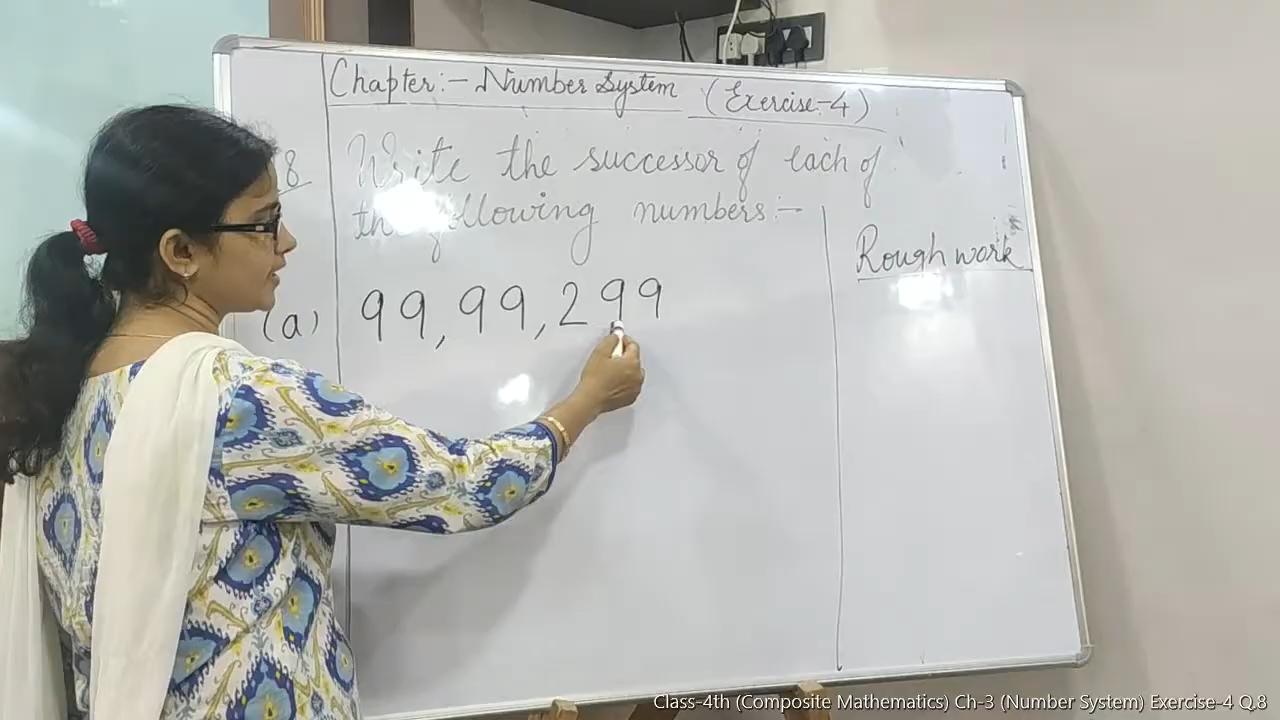 Chapter:- Number System (Exercise-4)
8 Write the successor of each of
the following numbers:-
Rough work
(a) 99,99,299
Class-4th (Composite Mathematics) Ch-3 (Number System) Exercise-4 Q.8